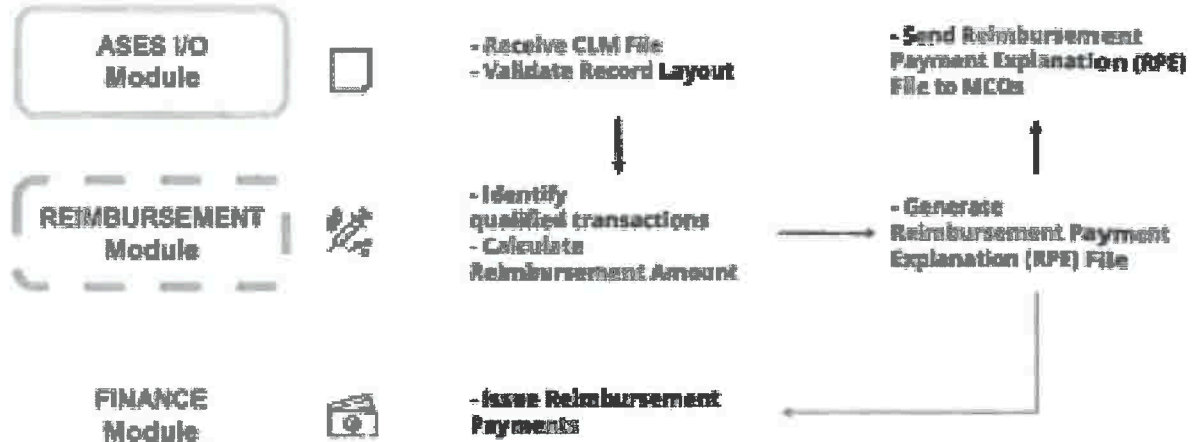 ASES I/O
Module
- Receive CLM File
- Validate Record Layout
- Send Reimbursement
Payment Explanation (RPE)
File to MCOs
REIMBURSEMENT
Module
- Identify
qualified transactions
- Calculate
Reimbursement Amount
- Generate
Reimbursement Payment
Explanation (RPE) File
FINANCE
Module
- Issue Reimbursement
Payments